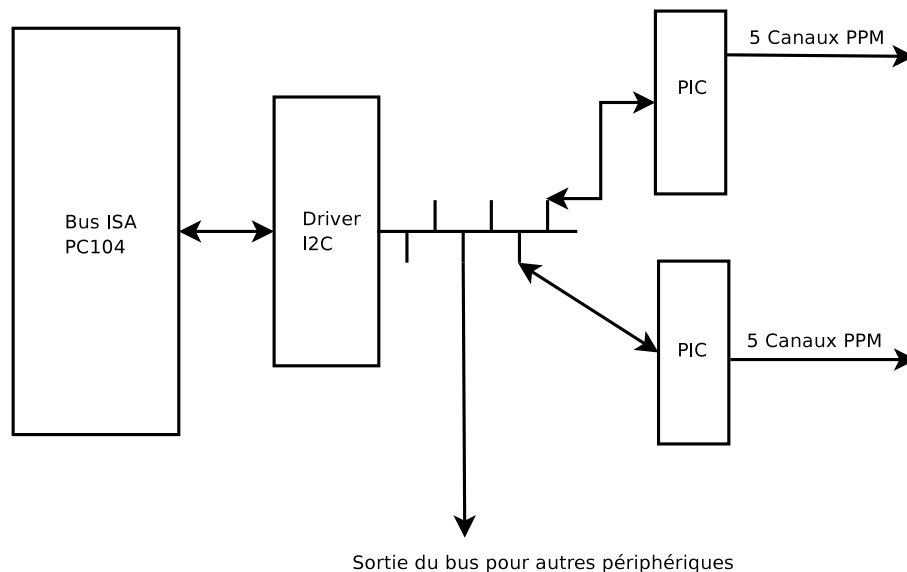 Bus ISA
PC104
Driver
I2C
PIC
5 Canaux PPM
PIC
5 Canaux PPM
Sortie du bus pour autres périphériques